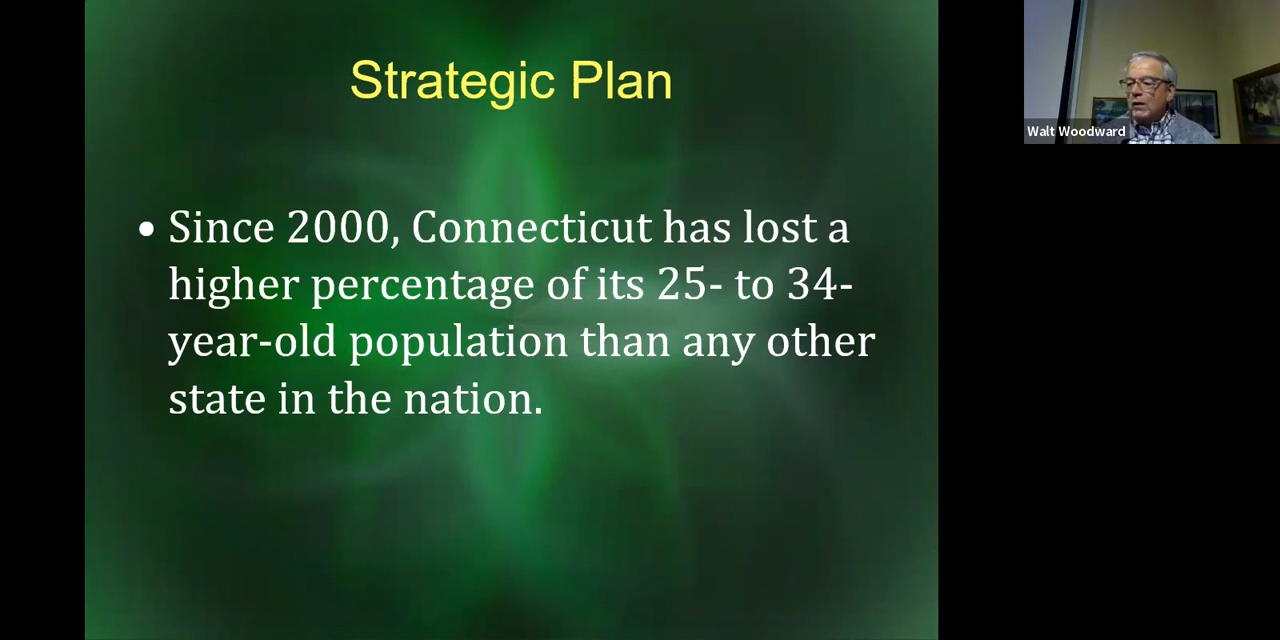 Strategic Plan
• Since 2000, Connecticut has lost a
higher percentage of its 25- to 34-
year-old population than any other
state in the nation.
Walt Woodward